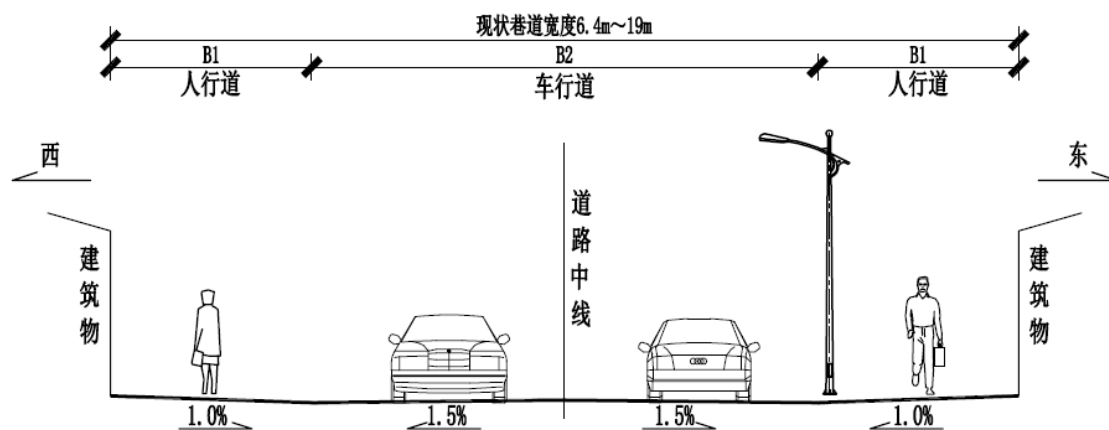 现状巷道宽度6.4m～19m
B1
B2
B1
人行道
车行道
人行道
西
东
道路中线
建筑物
建筑物
1.0%
1.5%
1.5%
1.0%